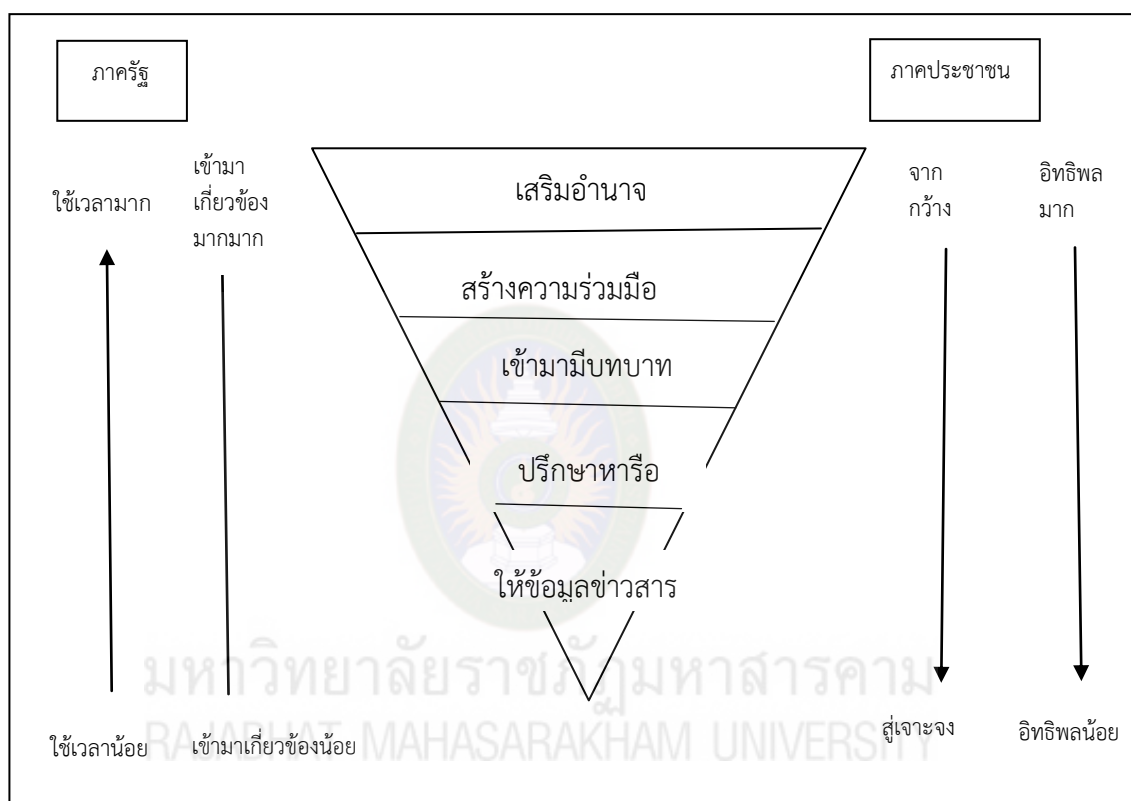 ภาครัฐ
ภาคประชาชน
ใช้เวลามาก
เข้ามา
เกี่ยวข้อง
มากมาก
เสริมอำนาจ
สร้างความร่วมมือ
เข้ามามีบทบาท
ปรึกษาหารือ
ให้ข้อมูลข่าวสาร
จาก
กว้าง
อิทธิพล
มาก
มหาวิทยาลัยราชภัฏมหาสารคาม
RAJABHAT MAHASARAKHAM UNIVERSITY
ใช้เวลาน้อย
เข้ามาเกี่ยวข้องน้อย
สู่เจาะจง
อิทธิพลน้อย